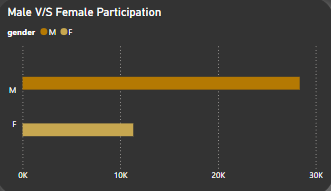 Male V/S Female Participation
gender M F
M
F
0K 10K 20K 30K